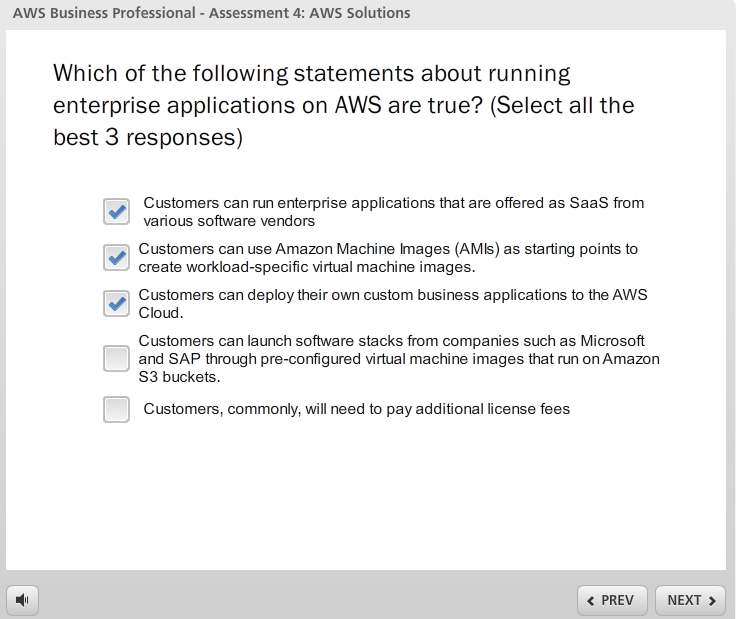 AWS Business Professional - Assessment 4: AWS Solutions
Which of the following statements about running
enterprise applications on AWS are true? (Select all the
best 3 responses)
Customers can run enterprise applications that are offered as SaaS from
various software vendors
Customers can use Amazon Machine Images (AMIs) as starting points to
create workload-specific virtual machine images.
Customers can deploy their own custom business applications to the AWS
Cloud.
Customers can launch software stacks from companies such as Microsoft
and SAP through pre-configured virtual machine images that run on Amazon
S3 buckets.
Customers, commonly, will need to pay additional license fees
PREV
NEXT